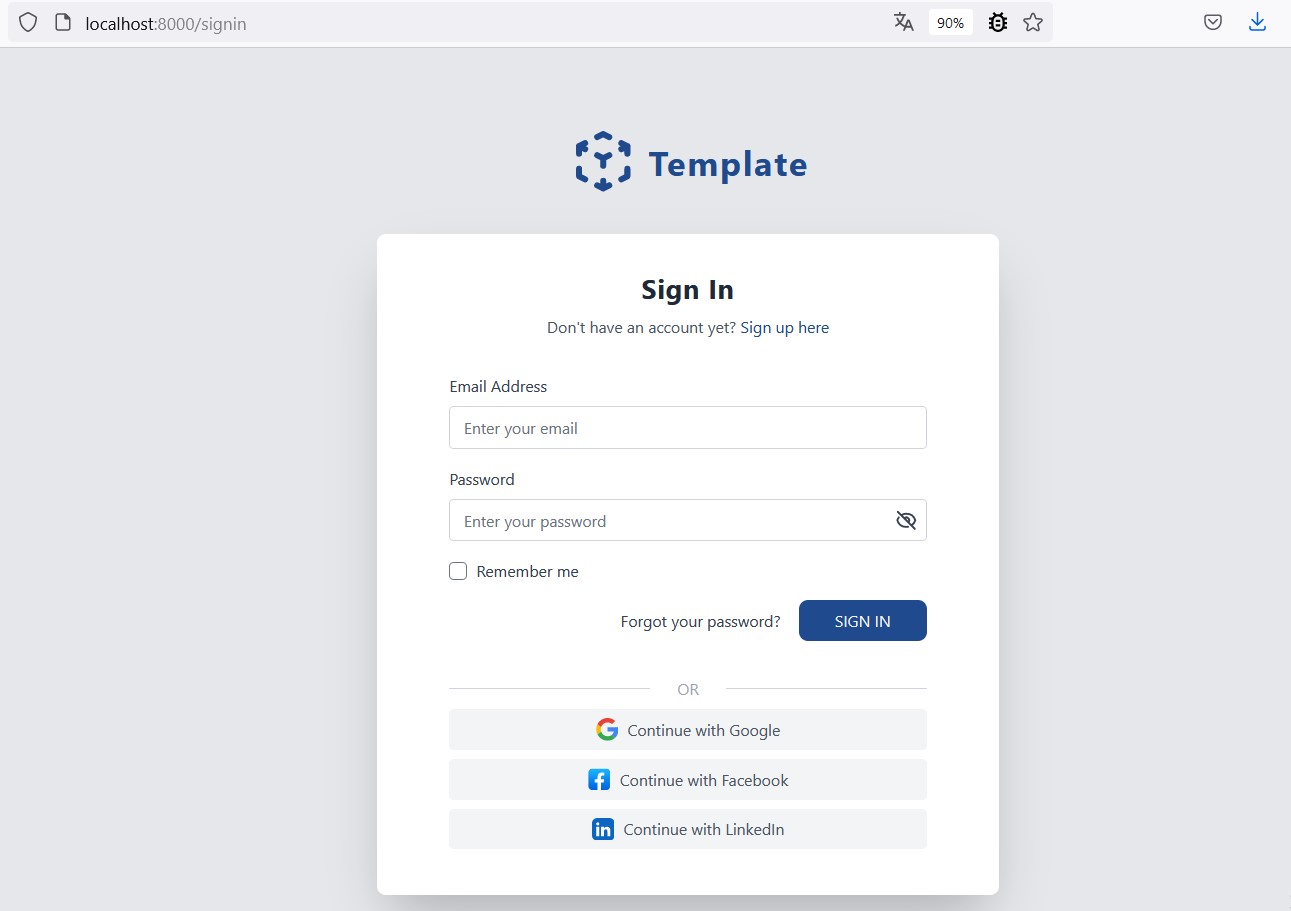 localhost:8000/signin
90%
Template
Sign In
Don't have an account yet? Sign up here
Email Address
Enter your email
Password
Enter your password
Remember me
Forgot your password? SIGN IN
OR
Continue with Google
Continue with Facebook
Continue with LinkedIn